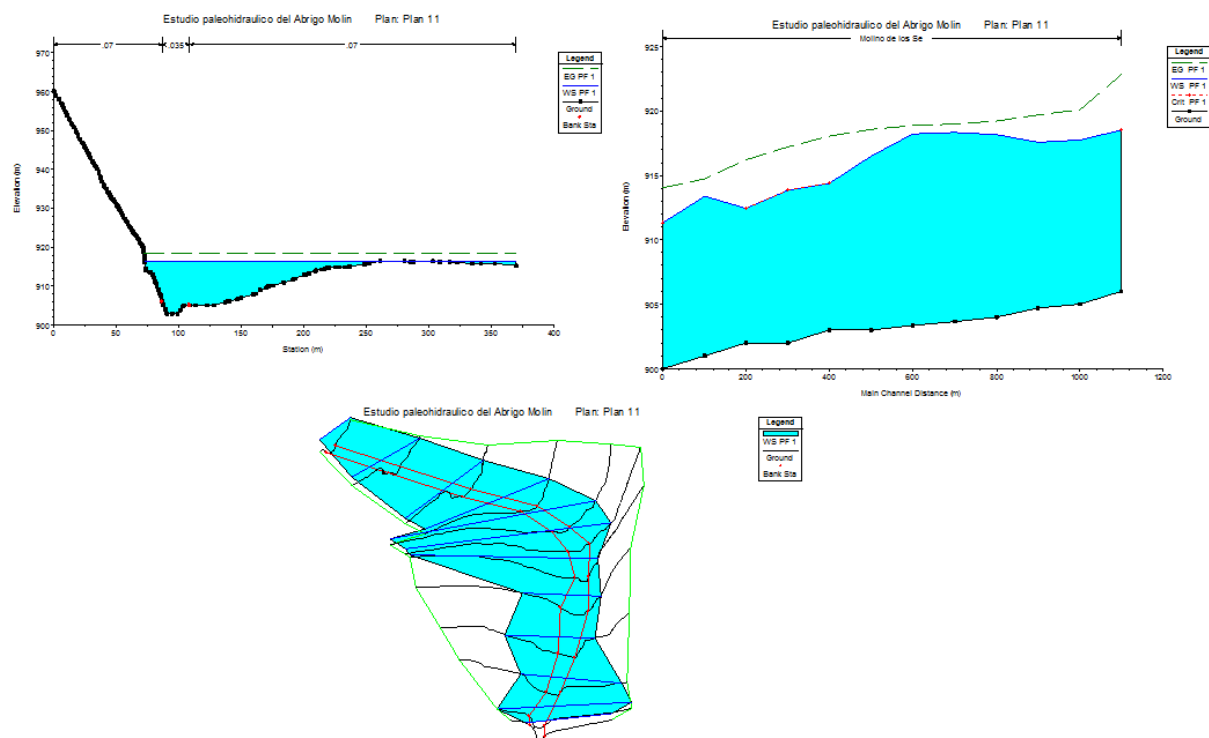 Estudio paleohidraulico del Abrigo Molin Plan: Plan 11
.07 .035 .07
970
960
950
940
930
920
910
900
Elevation (m)
0 50 100 150 200 250 300 350 400
Station (m)
Legend
EG PF 1
WS PF 1
Ground
Bank Sta
Estudio paleohidraulico del Abrigo Molin Plan: Plan 11
Molino de los Se
925
920
915
910
905
900
Elevation (m)
0 200 400 600 800 1000 1200
Main Channel Distance (m)
Legend
EG PF 1
WS PF 1
Crit PF 1
Ground
Estudio paleohidraulico del Abrigo Molin Plan: Plan 11
Legend
WS PF 1
Ground
Bank Sta